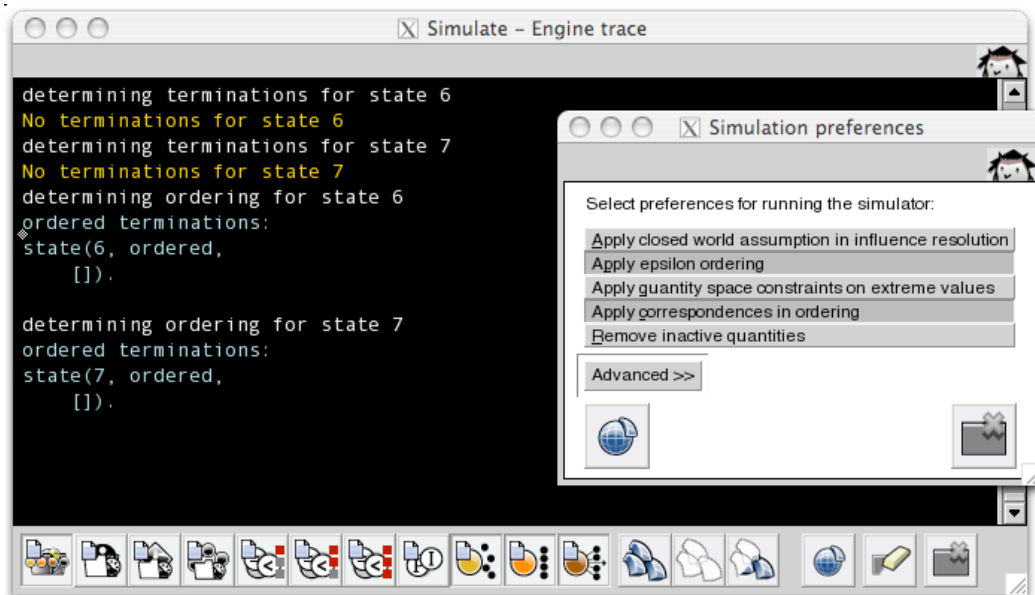 Simulate – Engine trace
determining terminations for state 6
No terminations for state 6
determining terminations for state 7
No terminations for state 7
determining ordering for state 6
ordered terminations:
state(6, ordered,
[]).
determining ordering for state 7
ordered terminations:
state(7, ordered,
[]).
Simulation preferences
Select preferences for running the simulator:
Apply closed world assumption in influence resolution
Apply epsilon ordering
Apply quantity space constraints on extreme values
Apply correspondences in ordering
Remove inactive quantities
Advanced >>